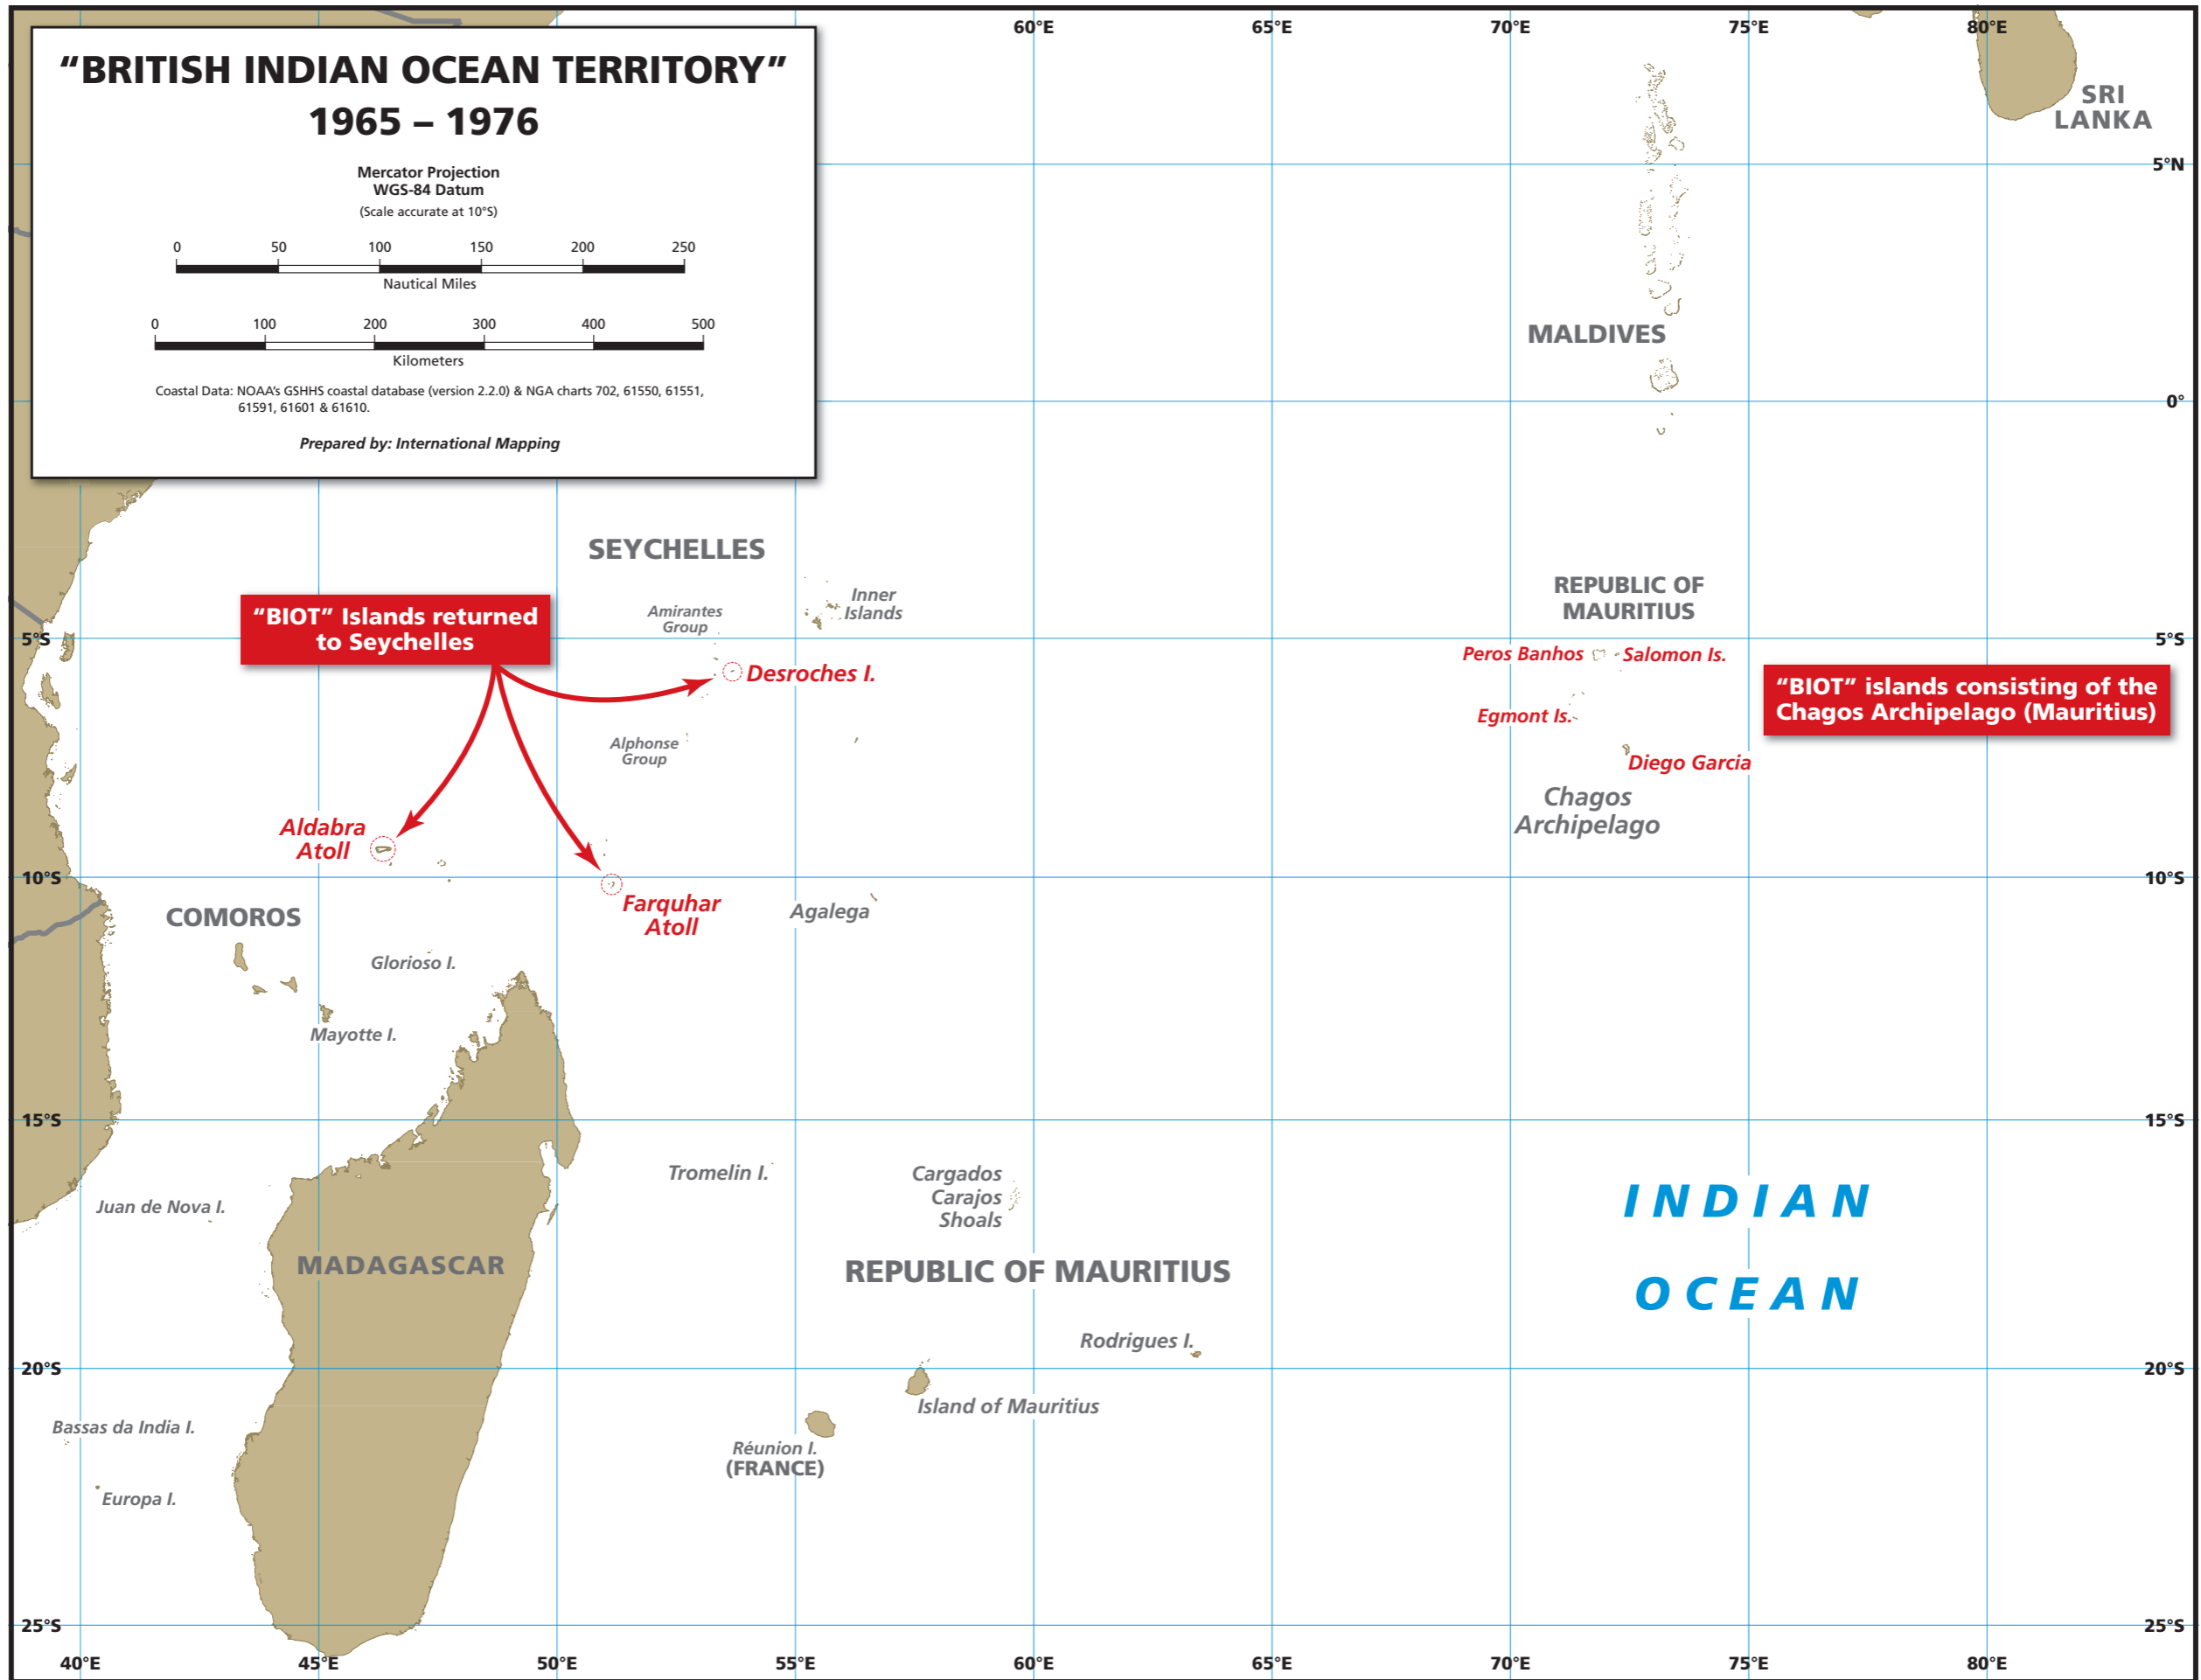 “BRITISH INDIAN OCEAN TERRITORY”
1965 – 1976
Mercator Projection
WGS-84 Datum
(Scale accurate at 10°S)
0 50 100 150 200 250
Nautical Miles
0 100 200 300 400 500
Kilometers
Coastal Data: NOAA’s GSHHS coastal database (version 2.2.0) & NGA charts 702, 61550, 61551,
61591, 61601 & 61610.
Prepared by: International Mapping
60°E 65°E 70°E 75°E 80°E
SRI
LANKA
5°N
MALDIVES
0°
SEYCHELLES
Inner
Islands
Amirantes
Group
“BIOT” Islands returned
to Seychelles
REPUBLIC OF
MAURITIUS
5°S 5°S
Peros Banhos Salomon Is.
Desroches I.
“BIOT” islands consisting of the
Chagos Archipelago (Mauritius)
Egmont Is.
Alphonse
Group
Diego Garcia
Chagos
Archipelago
Aldabra
Atoll
10°S 10°S
Farquhar
Atoll
Agalega
COMOROS
Glorioso I.
Mayotte I.
15°S 15°S
Tromelin I.
Cargados
Carajos
Shoals
Juan de Nova I.
INDIAN
OCEAN
MADAGASCAR
REPUBLIC OF MAURITIUS
Rodrigues I.
20°S 20°S
Island of Mauritius
Bassas da India I.
Réunion I.
(FRANCE)
Europa I.
25°S 25°S
40°E 45°E 50°E 55°E 60°E 65°E 70°E 75°E 80°E